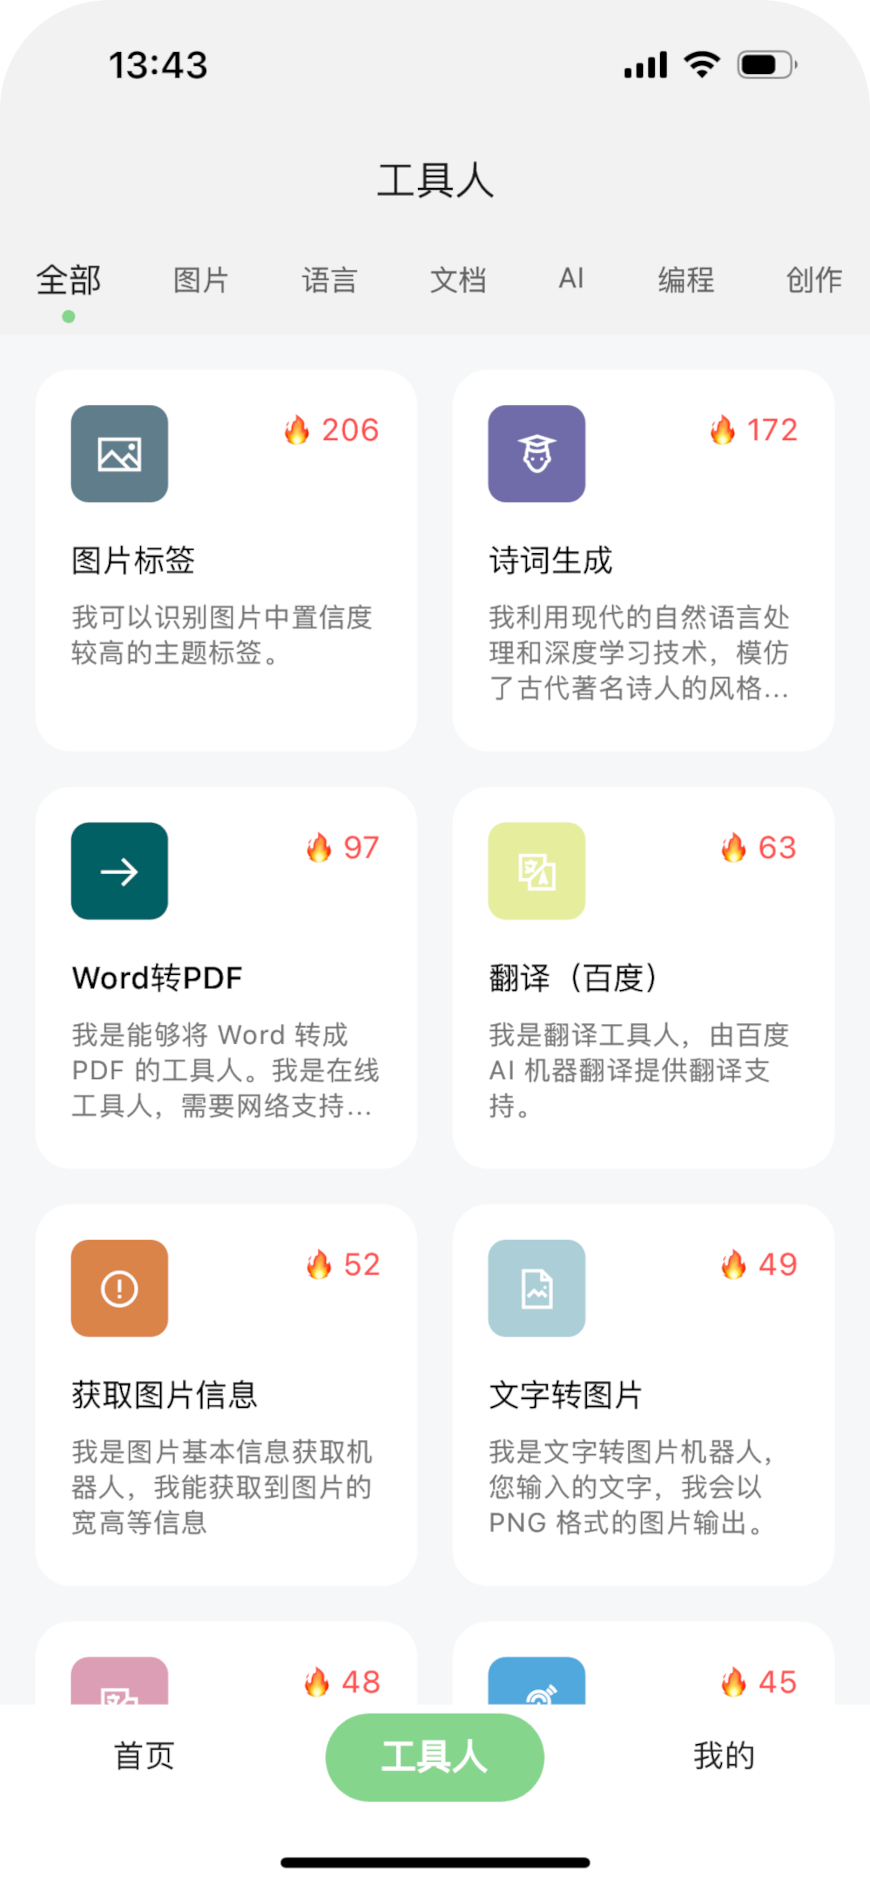 13:43
工具人
全部 图片 语言 文档 AI 编程 创作
🔥 206
图片标签
我可以识别图片中置信度
较高的主题标签。
🔥 172
诗词生成
我利用现代的自然语言处
理和深度学习技术，模仿
了古代著名诗人的风格...
🔥 97
Word转PDF
我是能够将 Word 转成
PDF 的工具人。我是在线
工具人，需要网络支持...
🔥 63
翻译（百度）
我是翻译工具人，由百度
AI 机器翻译提供翻译支
持。
🔥 52
获取图片信息
我是图片基本信息获取机
器人，我能获取到图片的
宽高等信息
🔥 49
文字转图片
我是文字转图片机器人，
您输入的文字，我会以
PNG 格式的图片输出。
🔥 48
🔥 45
首页 工具人 我的